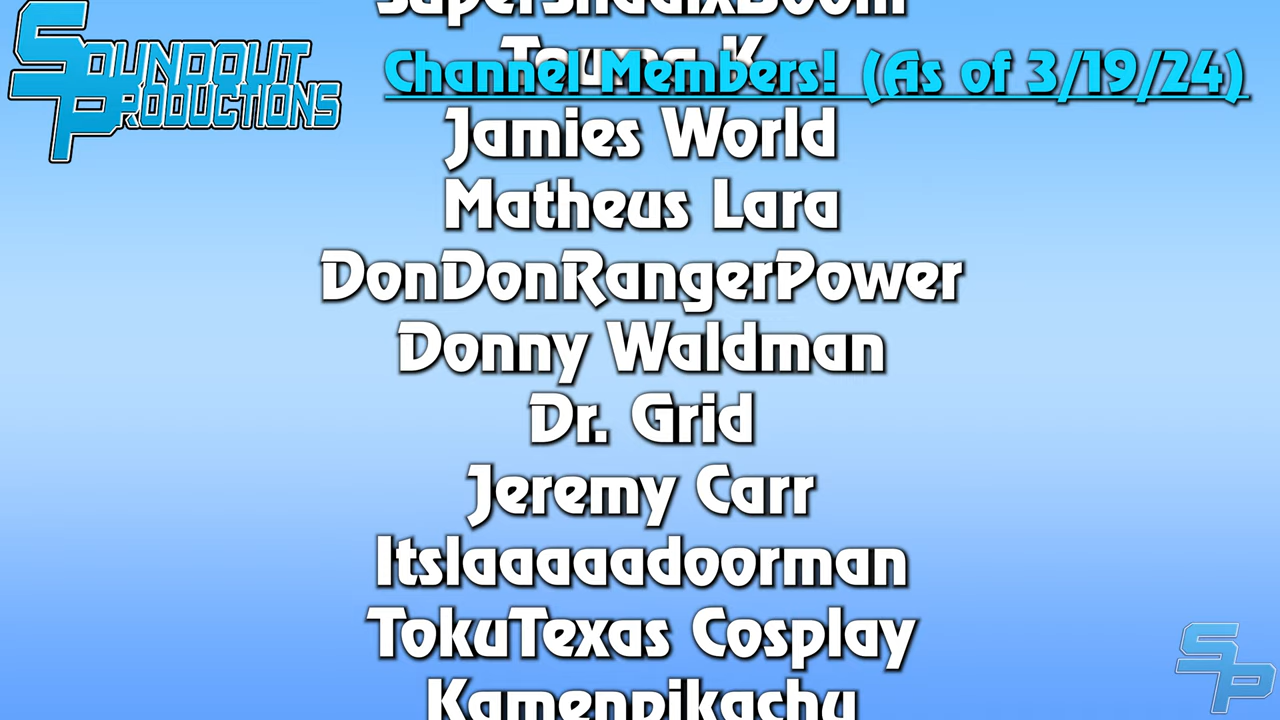 SOUNDOUT
PRODUCTIONS
Channel Members! (As of 3/19/24)
Jamies World
Matheus Lara
DonDonRangerPower
Donny Waldman
Dr. Grid
Jeremy Carr
Itslaaaaadoorman
TokuTexas Cosplay
Kamenpikachu
SP